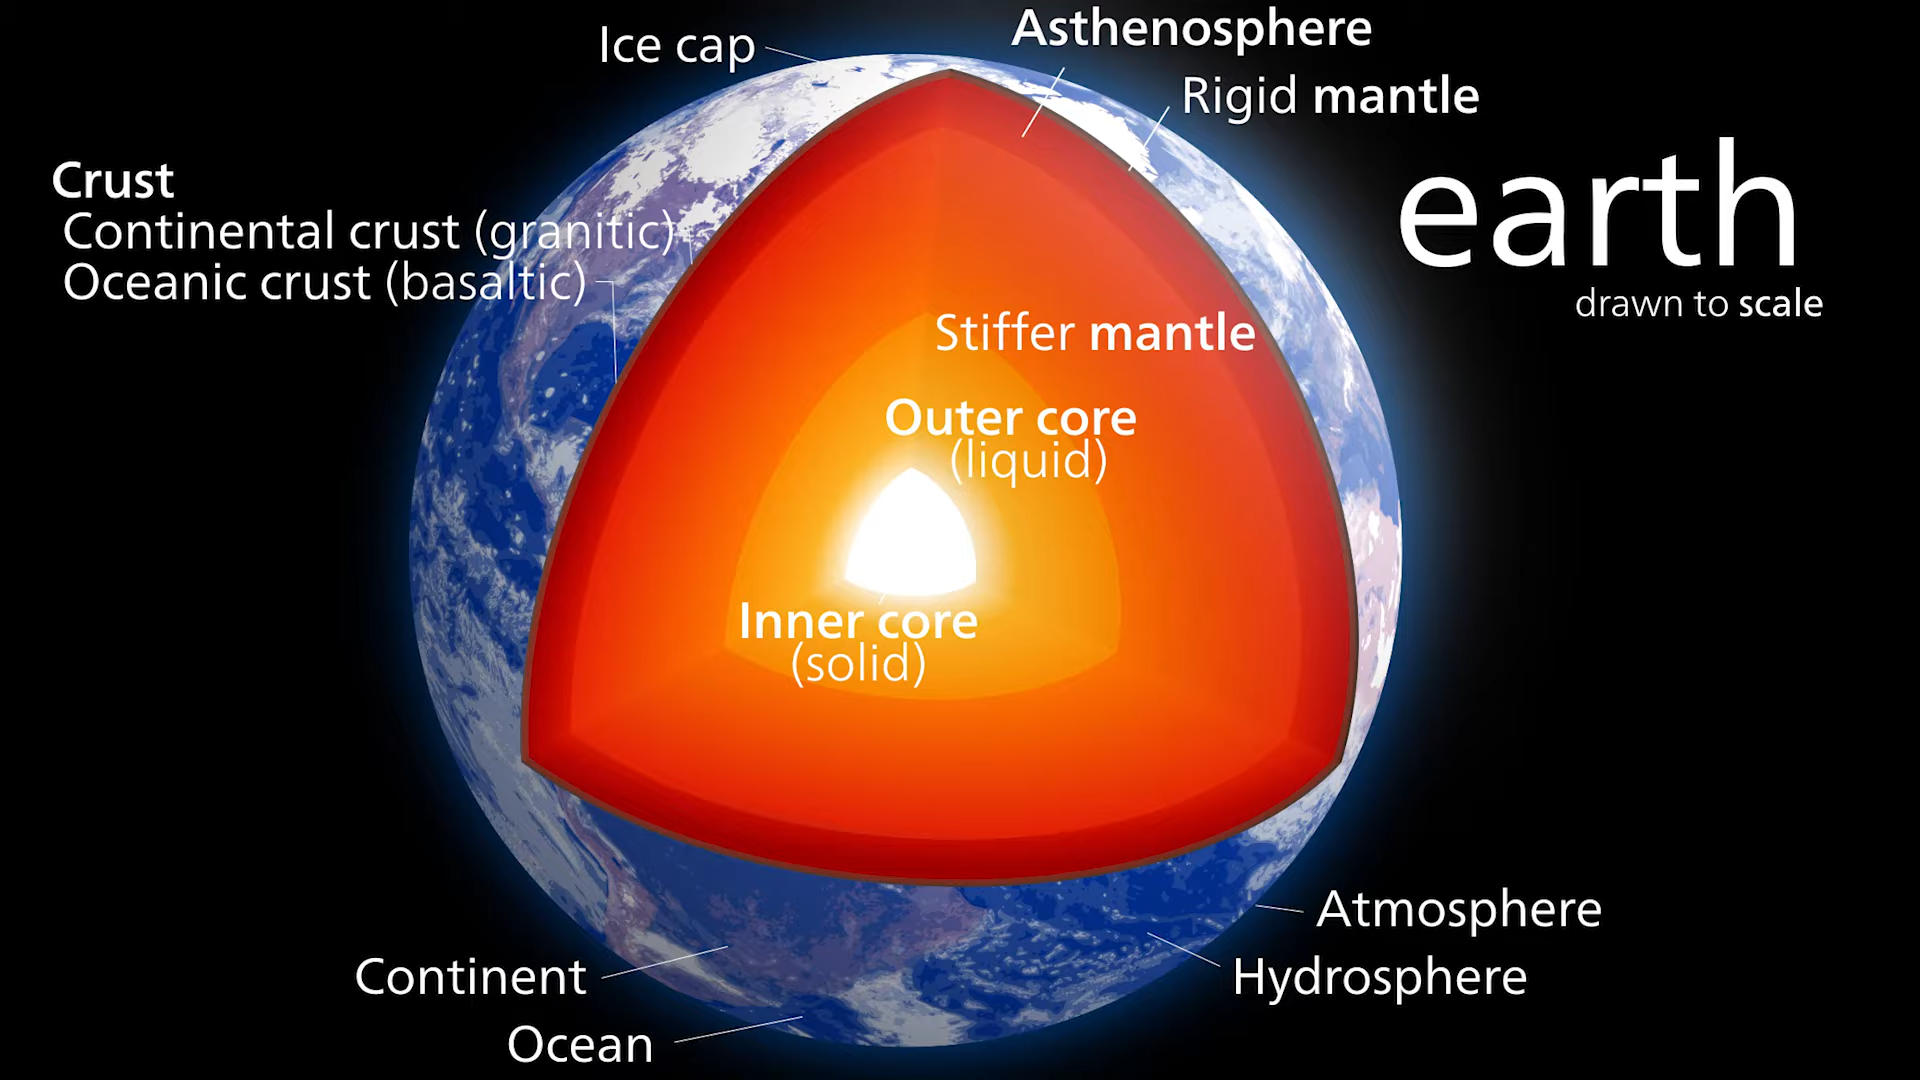 Ice cap
Asthenosphere
Rigid mantle
earth
drawn to scale
Crust
Continental crust (granitic)
Oceanic crust (basaltic)
Stiffer mantle
Outer core
(liquid)
Inner core
(solid)
Atmosphere
Hydrosphere
Continent
Ocean